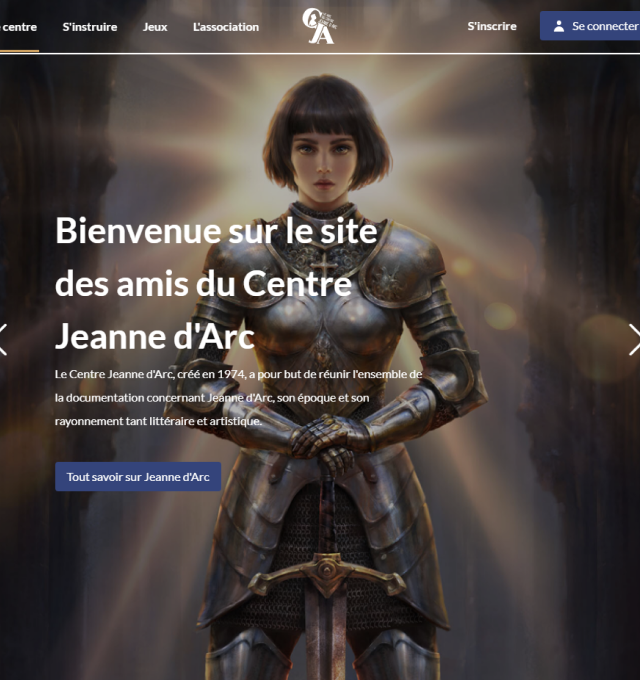 centre
S'instruire
Jeux
L'association
S'inscrire
Se connecter
Bienvenue sur le site
des amis du Centre
Jeanne d'Arc
Le Centre Jeanne d'Arc, créé en 1974, a pour but de réunir l'ensemble de
la documentation concernant Jeanne d'Arc, son époque et son
rayonnement tant littéraire et artistique.
Tout savoir sur Jeanne d'Arc